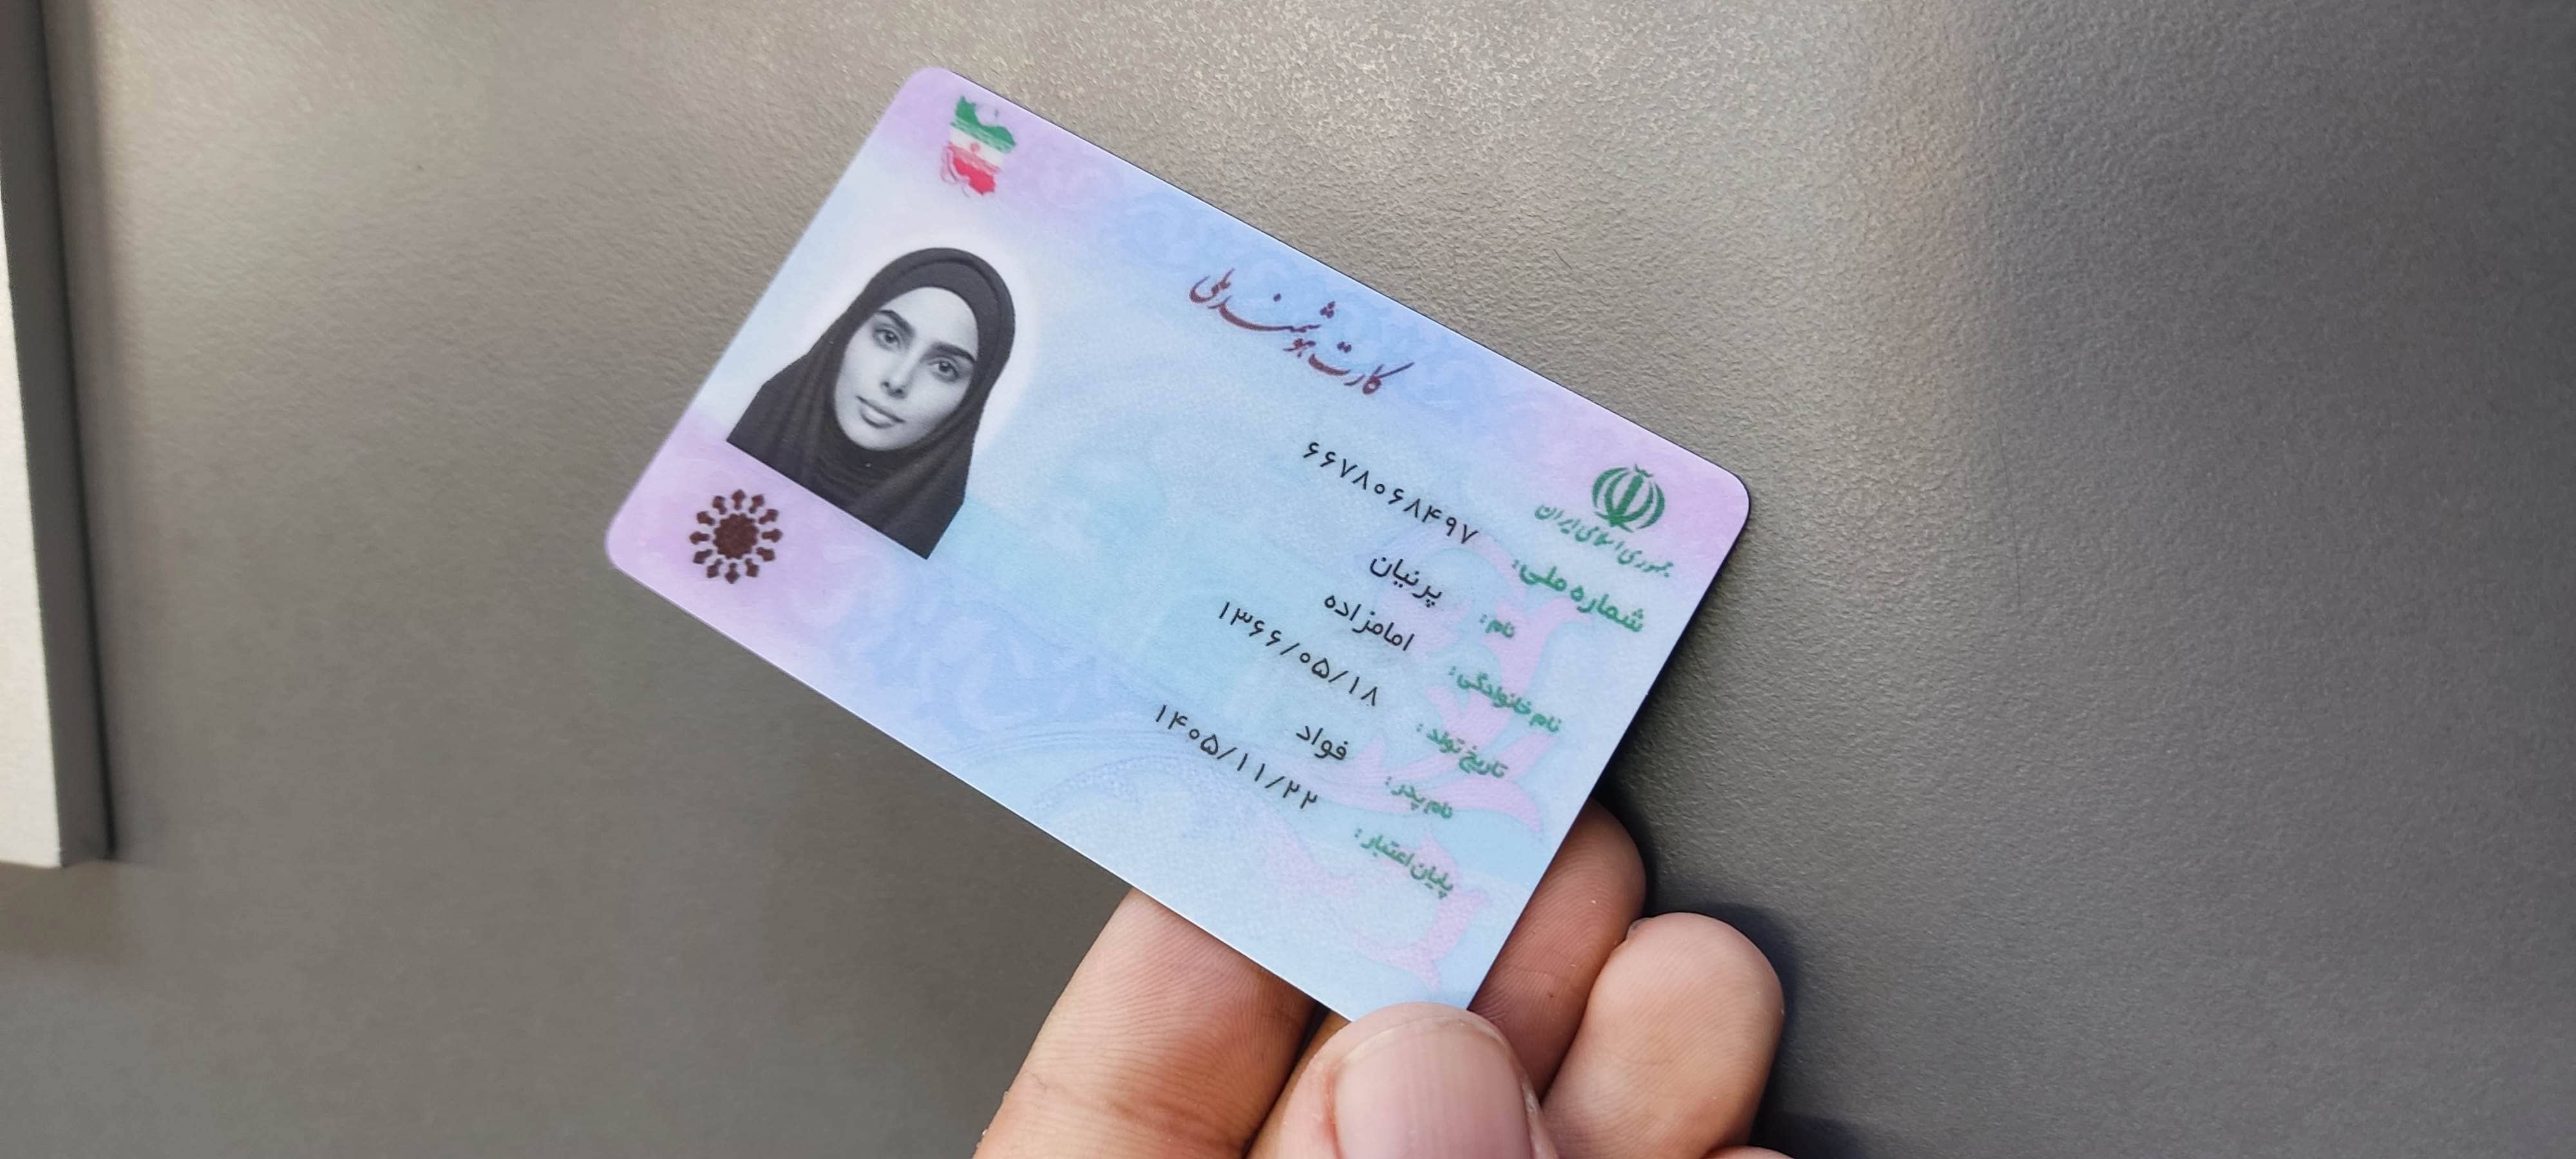 کارت هوشمند ملی
جمهوری اسلامی ایران
شماره ملی: ۶۶۷۸۰۶۸۴۹۷
نام: پرنیان
نام خانوادگی: امامزاده
تاریخ تولد: ۱۳۶۶/۰۵/۱۸
نام پدر: فواد
پایان اعتبار: ۱۴۰۵/۱۱/۲۲